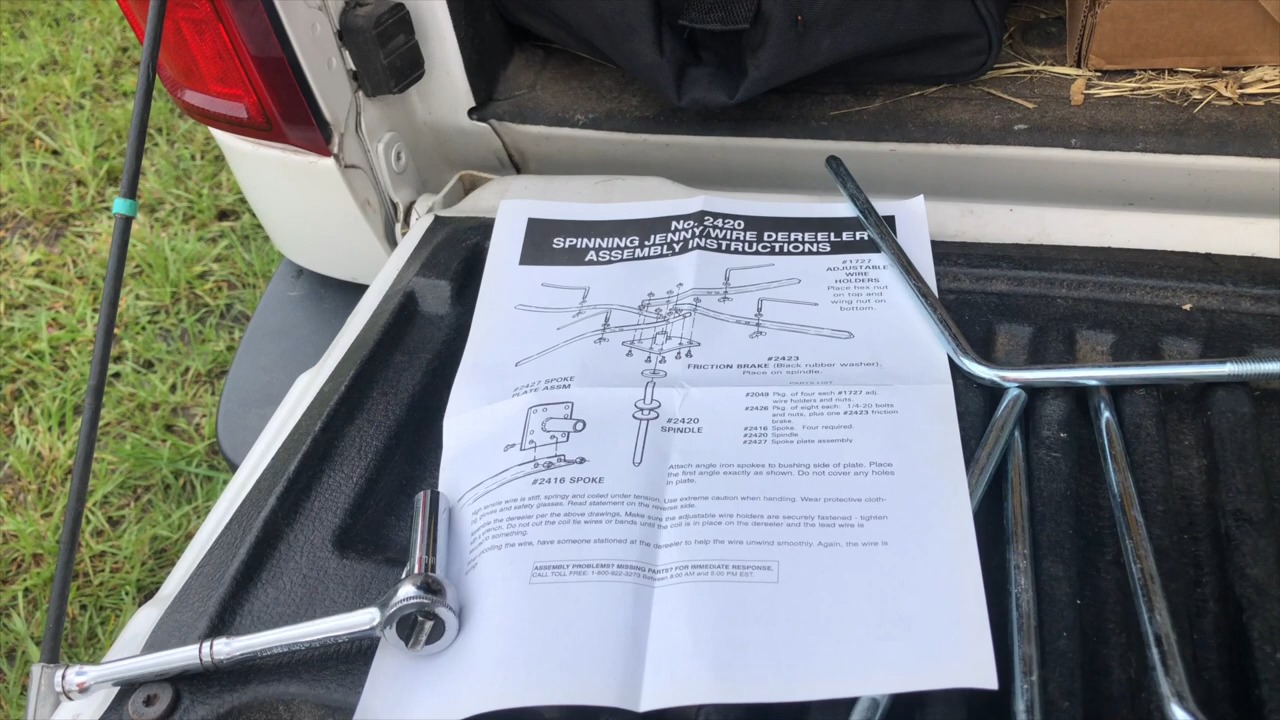 No. 2420
SPINNING JENNY/WIRE DEREELER
ASSEMBLY INSTRUCTIONS
#1727
ADJUSTABLE
WIRE
HOLDERS
Place hex nut
on top and
wing nut on
bottom.
#2423
FRICTION BRAKE (Black rubber washer).
Place on spindle.
#2427 SPOKE
PLATE ASSM
PARTS LIST
#2049 Pkg. of four each #1727 adj.
wire holders and nuts.
#2426 Pkg. of eight each: 1/4-20 bolts
and nuts, plus one #2423 friction
brake.
#2416 Spoke. Four required.
#2420 Spindle.
#2427 Spoke plate assembly
#2420
SPINDLE
#2416 SPOKE
Attach angle iron spokes to bushing side of plate. Place
the first angle exactly as shown. Do not cover any holes
in plate.
High tensile wire is stiff, springy and coiled under tension. Use extreme caution when handling. Wear protective cloth-
ing, gloves and safety glasses. Read statement on the reverse side.
the dereeler per the above drawings, Make sure the adjustable wire holders are securely fastened - tighten
wrench. Do not cut the coil tie wires or bands until the coil is in place on the dereeler and the lead wire is
to something.
uncoiling the wire, have someone stationed at the dereeler to help the wire unwind smoothly. Again, the wire is
ASSEMBLY PROBLEMS? MISSING PARTS? FOR IMMEDIATE RESPONSE,
CALL TOLL FREE: 1-800-822-3273 Between 8:00 AM and 5:00 PM EST.